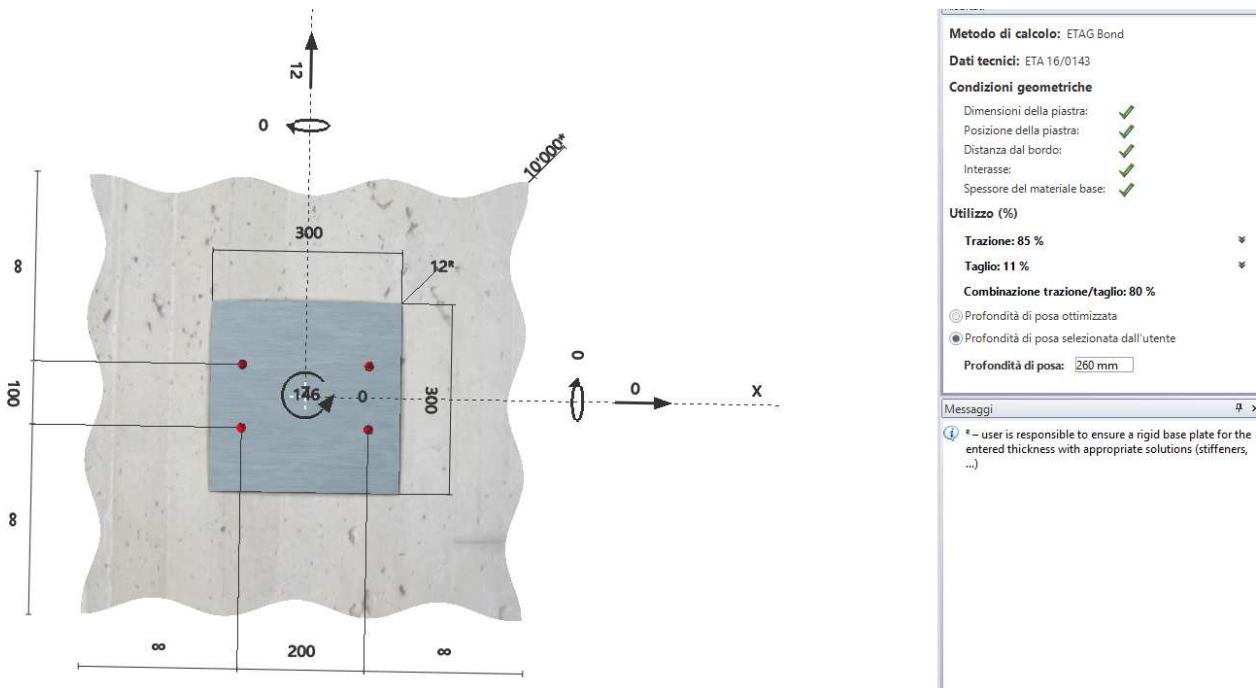 12
0
10'000*
300
12ᴿ
∞
100
∞
146
0
300
0
0
X
∞
200
∞
Metodo di calcolo: ETAG Bond
Dati tecnici: ETA 16/0143
Condizioni geometriche
Dimensioni della piastra:
Posizione della piastra:
Distanza dal bordo:
Interasse:
Spessore del materiale base:
Utilizzo (%)
Trazione: 85 %
Taglio: 11 %
Combinazione trazione/taglio: 80 %
Profondità di posa ottimizzata
Profondità di posa selezionata dall'utente
Profondità di posa: 260 mm
Messaggi
ᴿ – user is responsible to ensure a rigid base plate for the
entered thickness with appropriate solutions (stiffeners,
...)